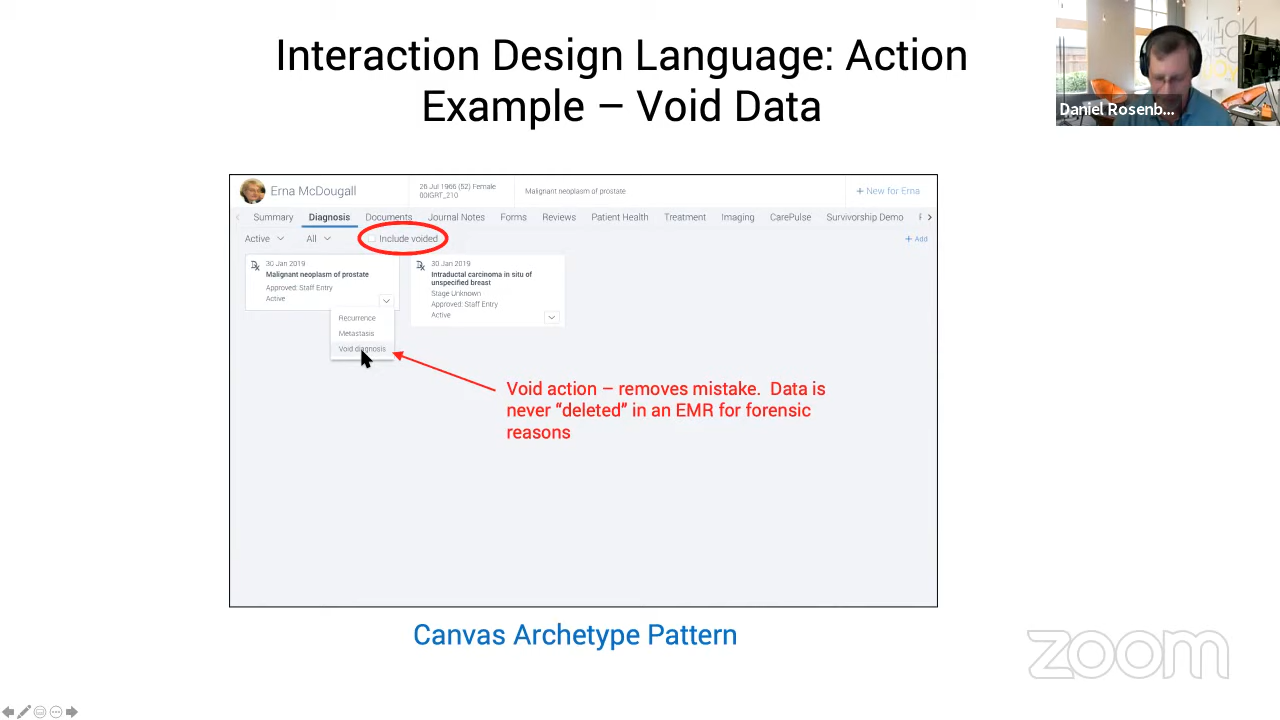 Interaction Design Language: Action
Example – Void Data
Daniel Rosenb...
Erna McDougall
26 Jul 1966 (52) Female
00IGRT_210
Malignant neoplasm of prostate
+ New for Erna
Summary Diagnosis Documents Journal Notes Forms Reviews Patient Health Treatment Imaging CarePulse Survivorship Demo
Active All Include voided + Add
30 Jan 2019
Malignant neoplasm of prostate
Approved: Staff Entry
Active
30 Jan 2019
Intraductal carcinoma in situ of
unspecified breast
Stage Unknown
Approved: Staff Entry
Active
Recurrence
Metastasis
Void diagnosis
Void action – removes mistake. Data is
never “deleted” in an EMR for forensic
reasons
Canvas Archetype Pattern
zoom